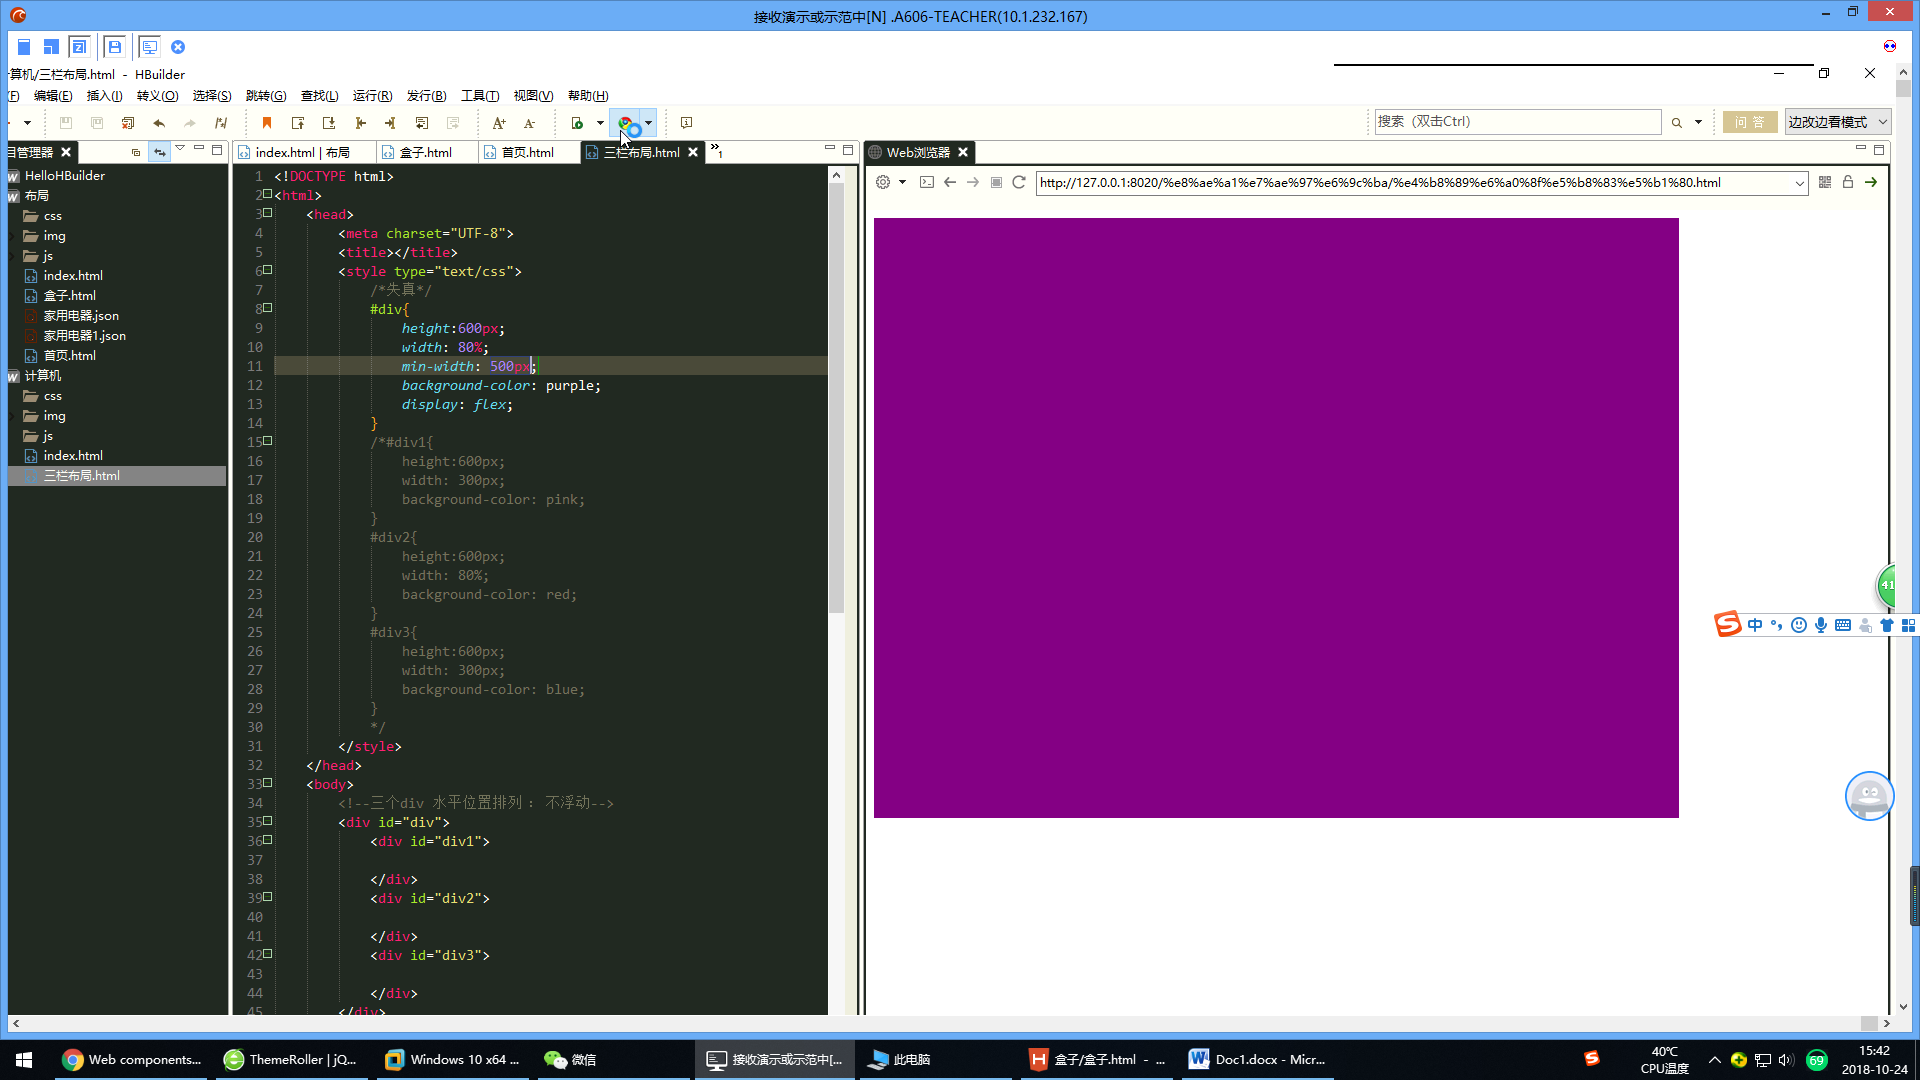 接收演示或示范中[N] .A606-TEACHER(10.1.232.167)
算机/三栏布局.html - HBuilder
(F) 编辑(E) 插入(I) 转义(O) 选择(S) 跳转(G) 查找(L) 运行(R) 发行(B) 工具(T) 视图(V) 帮助(H)
搜索（双击Ctrl） 问 答 边改边看模式
目管理器
index.html | 布局 盒子.html 首页.html 三栏布局.html »1
Web浏览器
http://127.0.0.1:8020/%e8%ae%a1%e7%ae%97%e6%9c%ba/%e4%b8%89%e6%a0%8f%e5%b8%83%e5%b1%80.html
HelloHBuilder
布局
css
img
js
index.html
盒子.html
家用电器.json
家用电器1.json
首页.html
计算机
css
img
js
index.html
三栏布局.html
1 <!DOCTYPE html>
2 <html>
3 <head>
4 <meta charset="UTF-8">
5 <title></title>
6 <style type="text/css">
7 /*失真*/
8 #div{
9 height:600px;
10 width: 80%;
11 min-width: 500px;
12 background-color: purple;
13 display: flex;
14 }
15 /*#div1{
16 height:600px;
17 width: 300px;
18 background-color: pink;
19 }
20 #div2{
21 height:600px;
22 width: 80%;
23 background-color: red;
24 }
25 #div3{
26 height:600px;
27 width: 300px;
28 background-color: blue;
29 }
30 */
31 </style>
32 </head>
33 <body>
34 <!--三个div 水平位置排列 : 不浮动-->
35 <div id="div">
36 <div id="div1">
37
38 </div>
39 <div id="div2">
40
41 </div>
42 <div id="div3">
43
44 </div>
45 </div>
41
中
Web components... ThemeRoller | jQ... Windows 10 x64 ... 微信 接收演示或示范中[... 此电脑 盒子/盒子.html - ... Doc1.docx - Micr...
40℃
CPU温度
69
15:42
2018-10-24